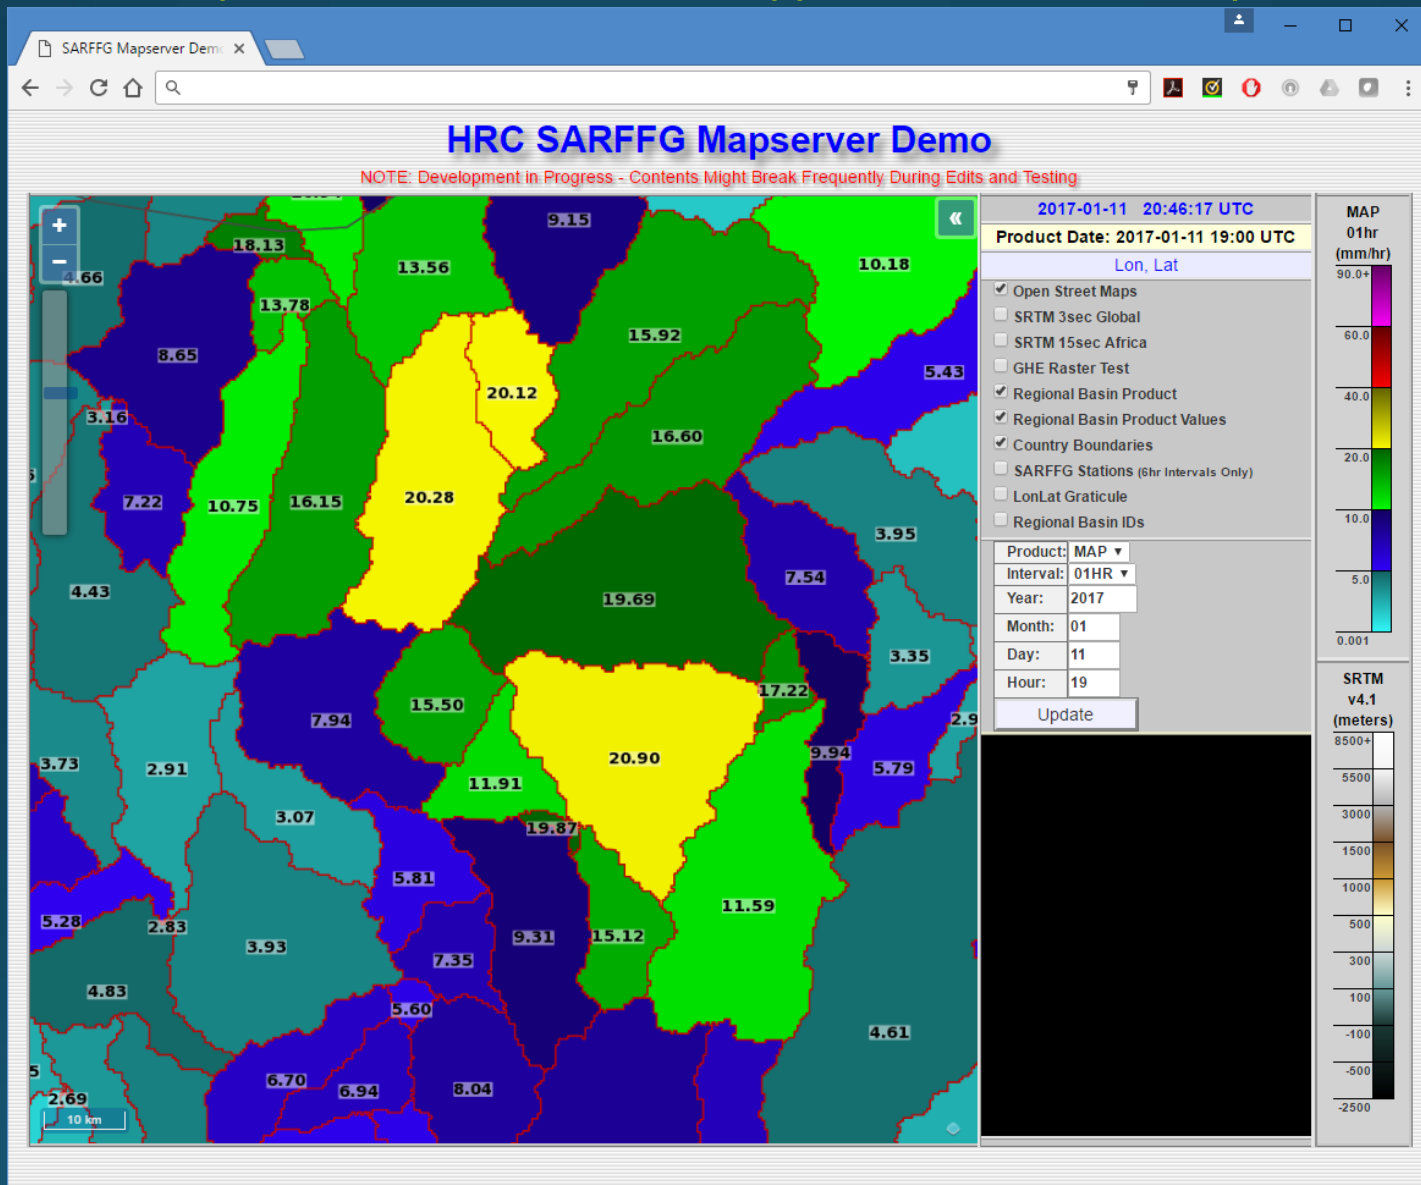 SARFFG Mapserver Dem
HRC SARFFG Mapserver Demo
NOTE: Development in Progress - Contents Might Break Frequently During Edits and Testing
+
−
«
9.15
18.13
13.56
10.18
4.66
13.78
15.92
8.65
5.43
20.12
3.16
16.60
7.22
10.75
16.15
20.28
3.95
7.54
4.43
19.69
3.35
17.22
15.50
7.94
2.9
9.94
20.90
3.73
2.91
5.79
11.91
3.07
19.87
5.81
11.59
5.28
2.83
9.31
15.12
3.93
7.35
4.83
5.60
4.61
5
6.70
6.94
8.04
2.69
10 km
2017-01-11 20:46:17 UTC
Product Date: 2017-01-11 19:00 UTC
Lon, Lat
Open Street Maps
SRTM 3sec Global
SRTM 15sec Africa
GHE Raster Test
Regional Basin Product
Regional Basin Product Values
Country Boundaries
SARFFG Stations (6hr Intervals Only)
LonLat Graticule
Regional Basin IDs
Product: MAP ▼
Interval: 01HR ▼
Year: 2017
Month: 01
Day: 11
Hour: 19
Update
MAP
01hr
(mm/hr)
90.0+
60.0
40.0
20.0
10.0
5.0
0.001
SRTM
v4.1
(meters)
8500+
5500
3000
1500
1000
500
300
100
-100
-500
-2500